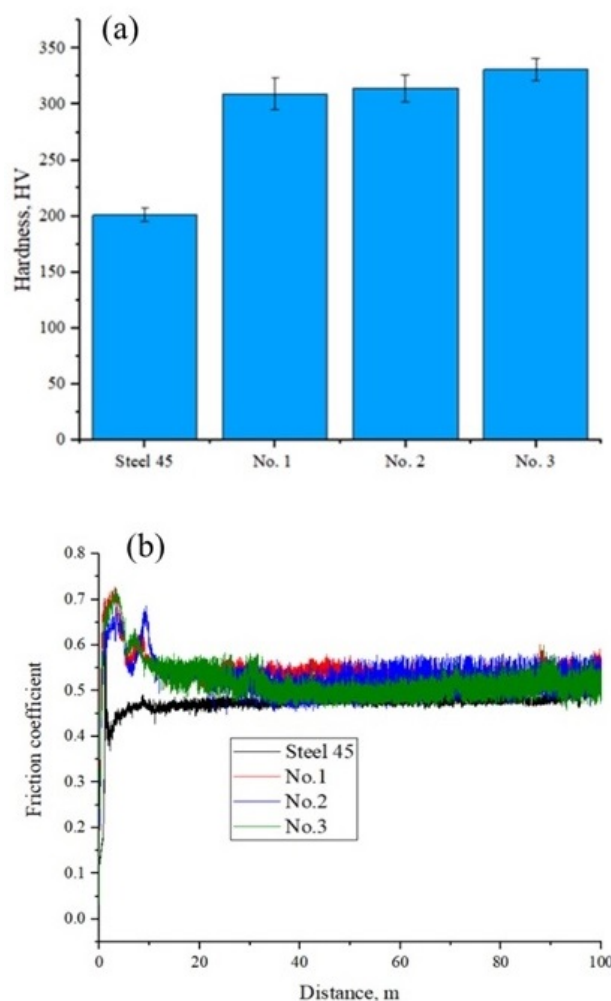 (a)
Hardness, HV
350
300
250
200
150
100
50
0
Steel 45
No. 1
No. 2
No. 3
(b)
Friction coefficient
0.8
0.7
0.6
0.5
0.4
0.3
0.2
0.1
0.0
Steel 45
No.1
No.2
No.3
0
20
40
60
80
100
Distance, m